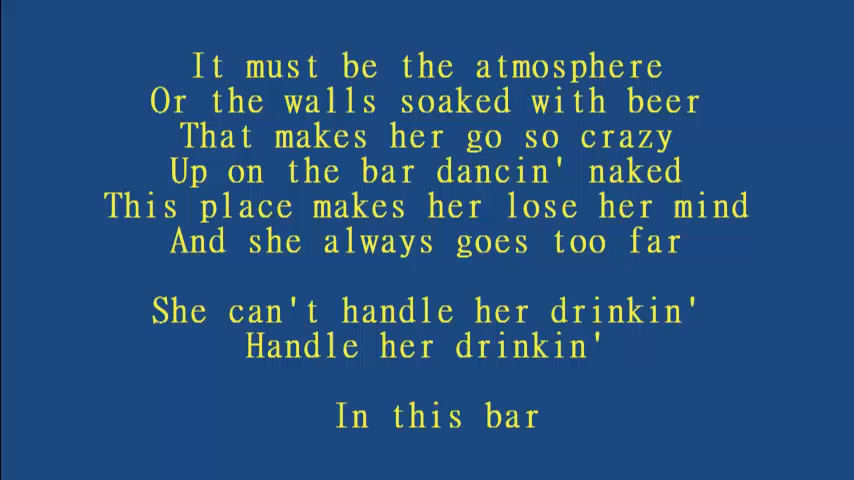 It must be the atmosphere
Or the walls soaked with beer
That makes her go so crazy
Up on the bar dancin' naked
This place makes her lose her mind
And she always goes too far
She can't handle her drinkin'
Handle her drinkin'
In this bar